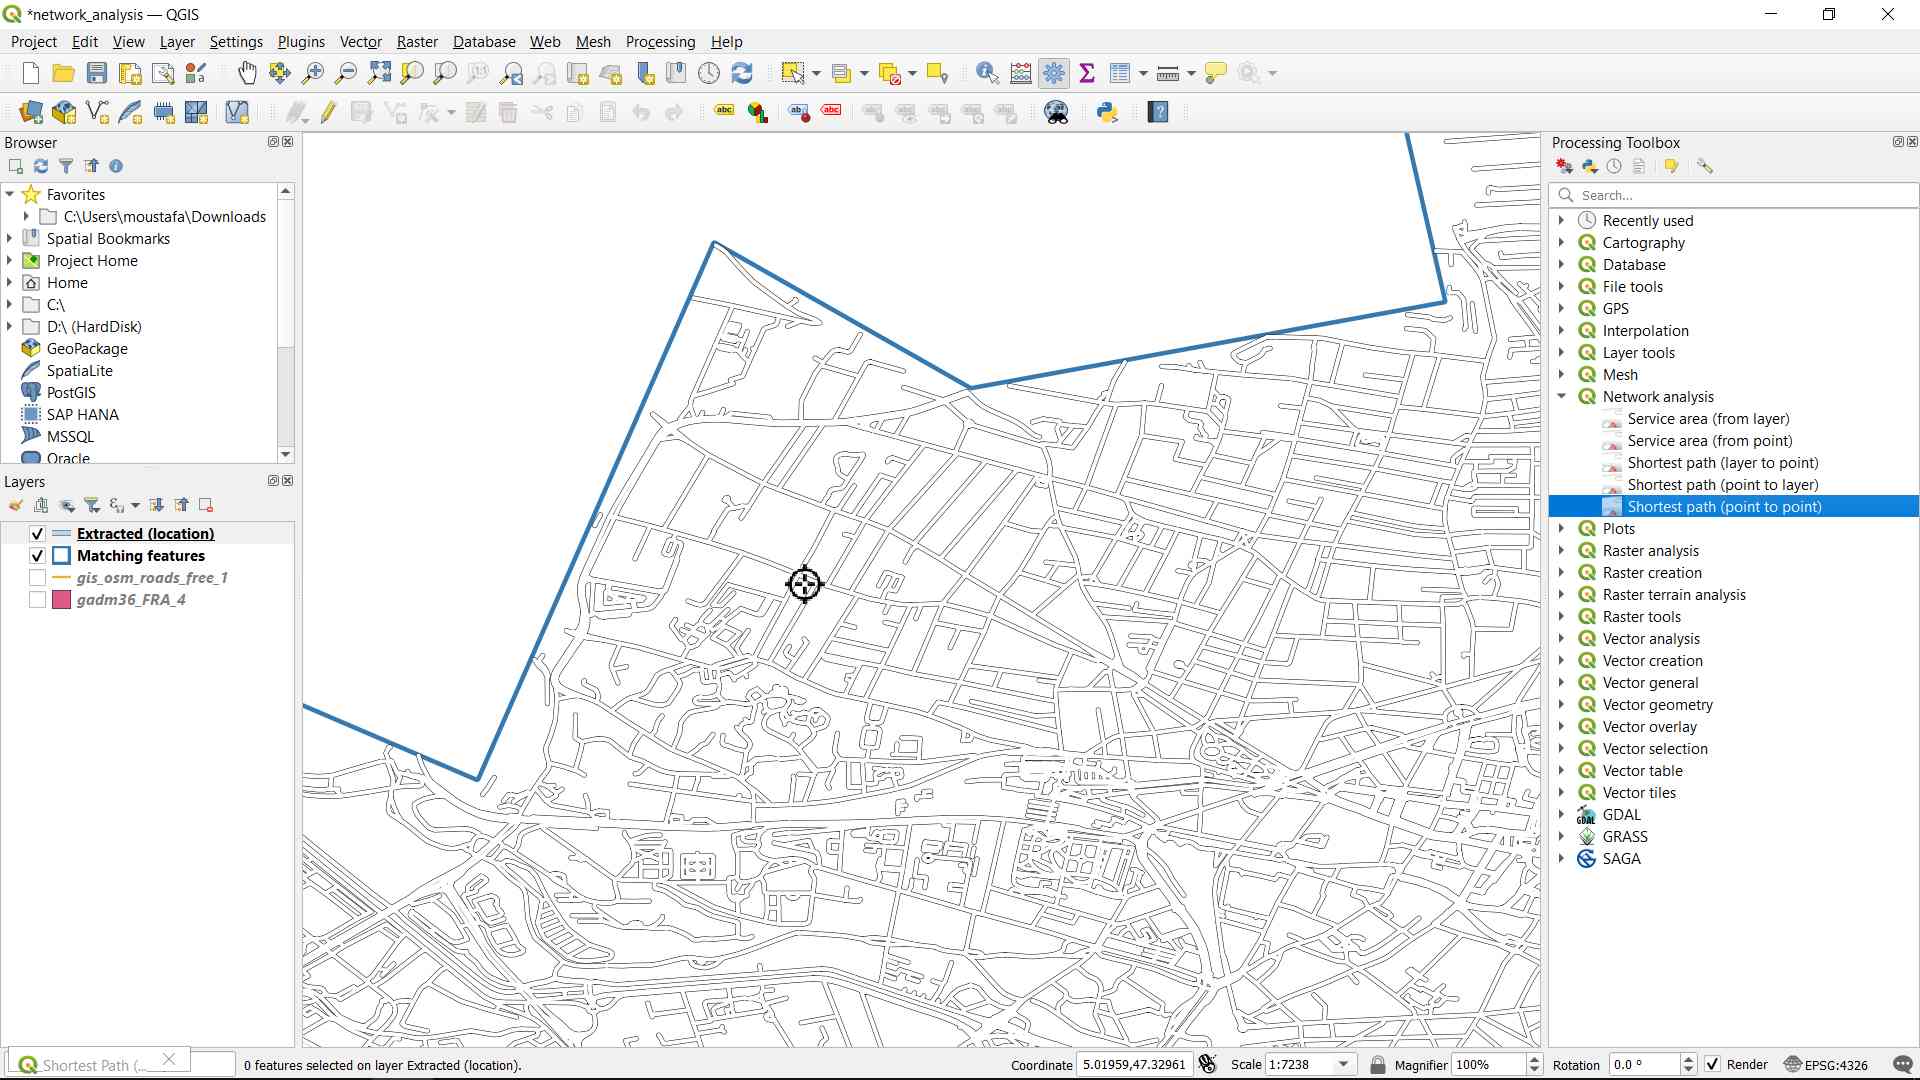 *network_analysis — QGIS
Project Edit View Layer Settings Plugins Vector Raster Database Web Mesh Processing Help
1:1
abc abc abc
Browser
Favorites
C:\Users\moustafa\Downloads
Spatial Bookmarks
Project Home
Home
C:\
D:\ (HardDisk)
GeoPackage
SpatiaLite
PostGIS
SAP HANA
MSSQL
Oracle
Layers
Extracted (location)
Matching features
gis_osm_roads_free_1
gadm36_FRA_4
Processing Toolbox
Search...
Recently used
Cartography
Database
File tools
GPS
Interpolation
Layer tools
Mesh
Network analysis
Service area (from layer)
Service area (from point)
Shortest path (layer to point)
Shortest path (point to layer)
Shortest path (point to point)
Plots
Raster analysis
Raster creation
Raster terrain analysis
Raster tools
Vector analysis
Vector creation
Vector general
Vector geometry
Vector overlay
Vector selection
Vector table
Vector tiles
GDAL
GRASS
SAGA
Shortest Path (... 0 features selected on layer Extracted (location). Coordinate 5.01959,47.32961 Scale 1:7238 Magnifier 100% Rotation 0.0 ° Render EPSG:4326